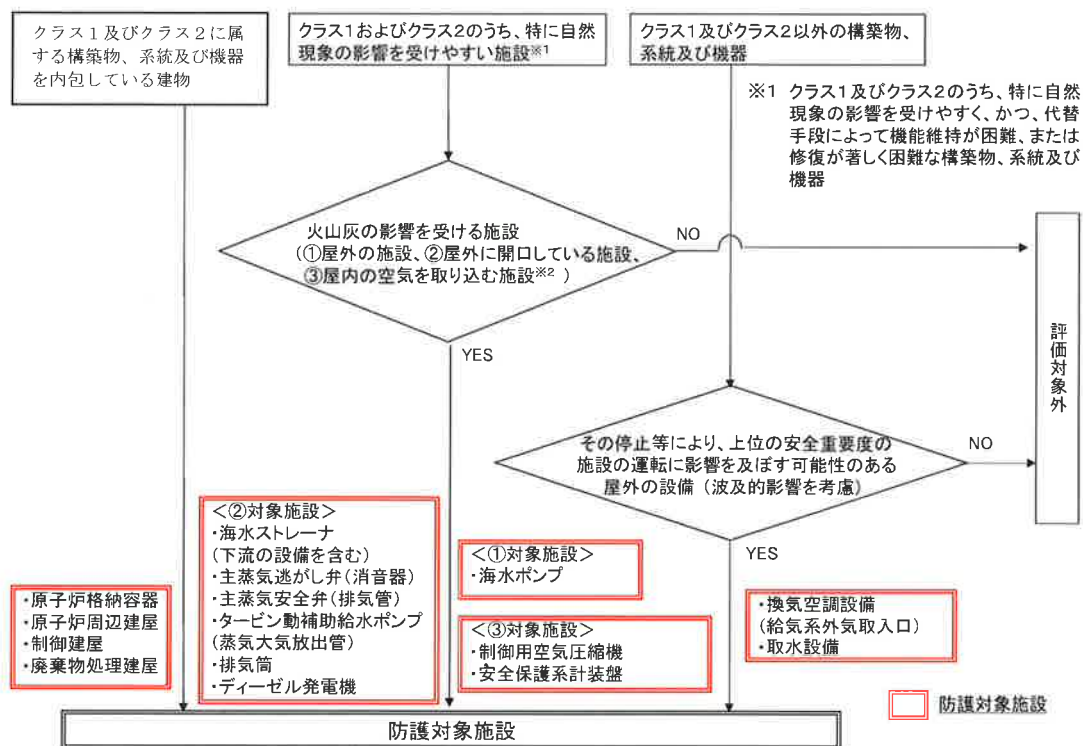 クラス1及びクラス2に属
する構築物、系統及び機器
を内包している建物
クラス1およびクラス2のうち、特に自然
現象の影響を受けやすい施設※1
クラス1及びクラス2以外の構築物、
系統及び機器
※1 クラス1及びクラス2のうち、特に自然
現象の影響を受けやすく、かつ、代替
手段によって機能維持が困難、または
修復が著しく困難な構築物、系統及び
機器
火山灰の影響を受ける施設
(①屋外の施設、②屋外に開口している施設、
③屋内の空気を取り込む施設※2 )
NO
YES
評価対象外
その停止等により、上位の安全重要度の
施設の運転に影響を及ぼす可能性のある
屋外の設備 (波及的影響を考慮)
NO
YES
・原子炉格納容器
・原子炉周辺建屋
・制御建屋
・廃棄物処理建屋
<②対象施設>
・海水ストレーナ
(下流の設備を含む)
・主蒸気逃がし弁(消音器)
・主蒸気安全弁(排気管)
・タービン動補助給水ポンプ
(蒸気大気放出管)
・排気筒
・ディーゼル発電機
<①対象施設>
・海水ポンプ
<③対象施設>
・制御用空気圧縮機
・安全保護系計装盤
・換気空調設備
(給気系外気取入口)
・取水設備
防護対象施設
防護対象施設